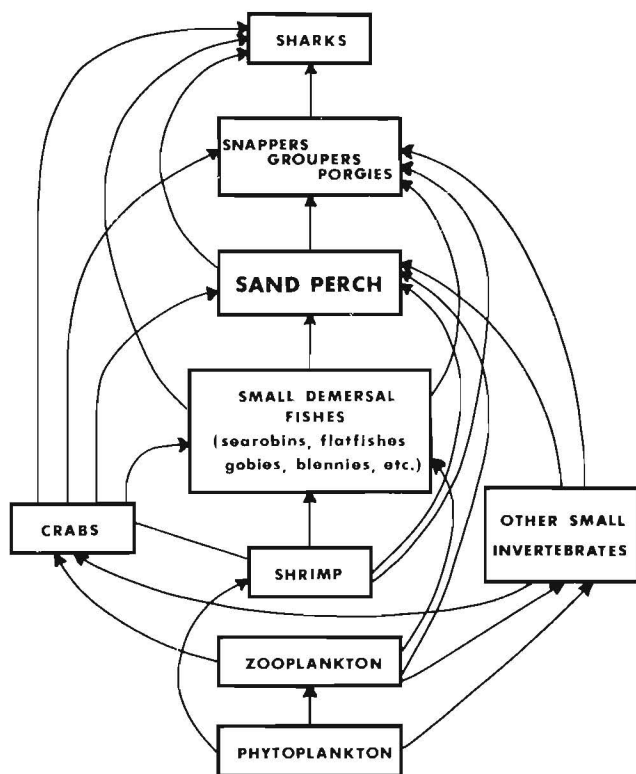 SHARKS
SNAPPERS
GROUPERS
PORGIES
SAND PERCH
SMALL DEMERSAL
FISHES
(searobins, flatfishes
gobies, blennies, etc.)
CRABS
OTHER SMALL
INVERTEBRATES
SHRIMP
ZOOPLANKTON
PHYTOPLANKTON